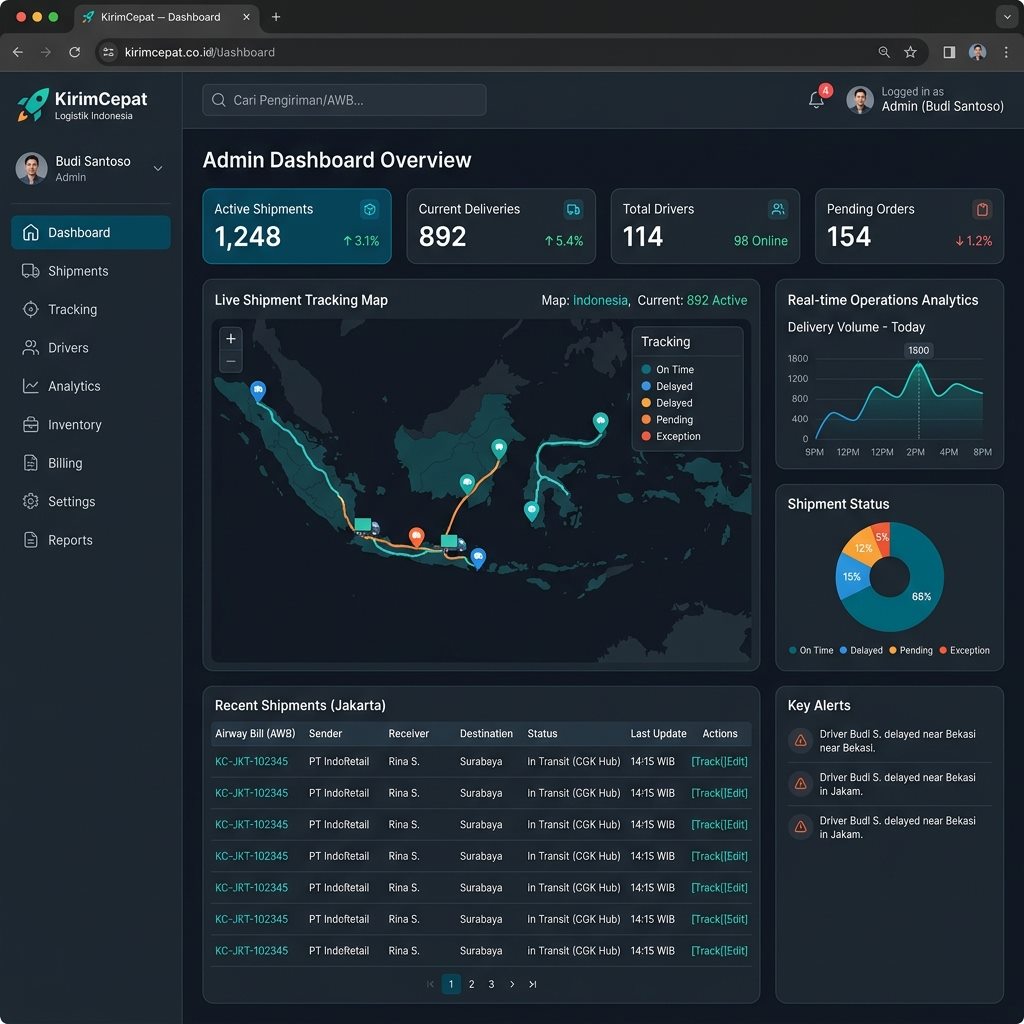 KirimCepat — Dashboard
kirimcepat.co.id/Uashboard
KirimCepat
Logistik Indonesia
Cari Pengiriman/AWB...
4
Logged in as
Admin (Budi Santoso)
Budi Santoso
Admin
Dashboard
Shipments
Tracking
Drivers
Analytics
Inventory
Billing
Settings
Reports
Admin Dashboard Overview
Active Shipments
1,248
↑ 3.1%
Current Deliveries
892
↑ 5.4%
Total Drivers
114
98 Online
Pending Orders
154
↓ 1.2%
Live Shipment Tracking Map
Map: Indonesia, Current: 892 Active
+
−
Tracking
On Time
Delayed
Delayed
Pending
Exception
Real-time Operations Analytics
Delivery Volume - Today
1800
1800
1200
800
400
0
SPM 12PM 12PM 2PM 4PM 8PM
Shipment Status
5%
12%
15%
68%
On Time Delayed Pending Exception
Recent Shipments (Jakarta)
Airway Bill (AWB) Sender Receiver Destination Status Last Update Actions
KC-JKT-102345 PT IndoRetail Rina S. Surabaya In Transit (CGK Hub) 14:15 WIB [Track[]Edit]
KC-JKT-102345 PT IndoRetail Rina S. Surabaya In Transit (CGK Hub) 14:15 WIB [Track[]Edit]
KC-JKT-102345 PT IndoRetail Rina S. Surabaya In Transit (CGK Hub) 14:15 WIB [Track[]Edit]
KC-JKT-102345 PT IndoRetail Rina S. Surabaya In Transit (CGK Hub) 14:15 WIB [Track[]Edit]
KC-JRT-102345 PT IndoRetail Rina S. Surabaya In Transit (CGK Hub) 14:15 WIB [Track[]Edit]
KC-JRT-102345 PT IndoRetail Rina S. Surabaya In Transit (CGK Hub) 14:15 WIB [Track[]Edit]
KC-JRT-102345 PT IndoRetail Rina S. Surabaya In Transit (CGK Hub) 14:15 WIB [Track[]Edit]
1 2 3
Key Alerts
Driver Budi S. delayed near Bekasi
near Bekasi.
Driver Budi S. delayed near Bekasi
in Jakam.
Driver Budi S. delayed near Bekasi
in Jakam.